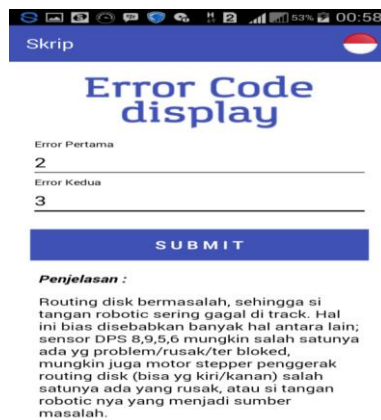 53% 00:58
Skrip
Error Code
display
Error Pertama
2
Error Kedua
3
SUBMIT
Penjelasan :
Routing disk bermasalah, sehingga si
tangan robotic sering gagal di track. Hal
ini bias disebabkan banyak hal antara lain;
sensor DPS 8,9,5,6 mungkin salah satunya
ada yg problem/rusak/ter bloked,
mungkin juga motor stepper penggerak
routing disk (bisa yg kiri/kanan) salah
satunya ada yang rusak, atau si tangan
robotic nya yang menjadi sumber
masalah.